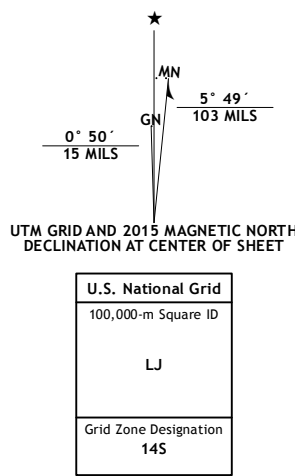 ★
MN
GN
5° 49´
103 MILS
0° 50´
15 MILS
UTM GRID AND 2015 MAGNETIC NORTH
DECLINATION AT CENTER OF SHEET
U.S. National Grid
100,000-m Square ID
LJ
Grid Zone Designation
14S